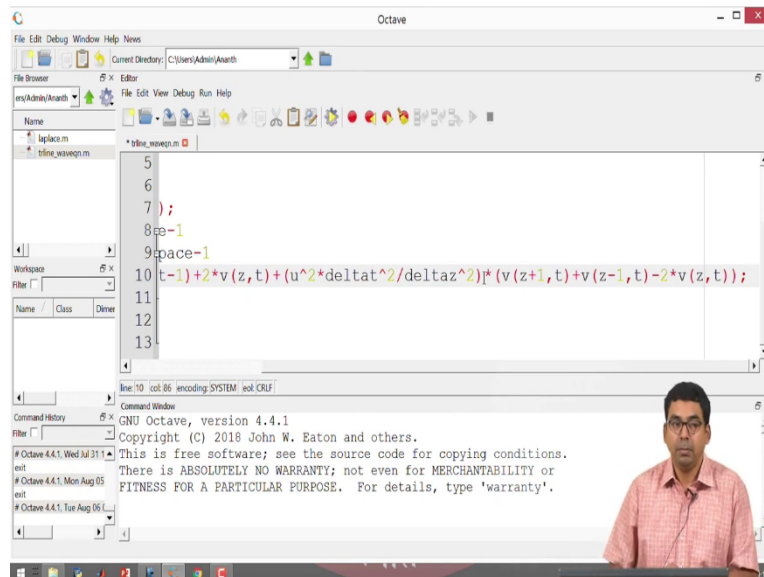 Octave
File Edit Debug Window Help News
Current Directory: C:\Users\Admin\Ananth
File Browser
Editor
ers/Admin/Ananth
File Edit View Debug Run Help
Name
laplace.m
trline_waveqn.m
* trline_waveqn.m
5
6
7 );
8 e-1
9 pace-1
10 t-1)+2*v(z,t)+(u^2*deltat^2/deltaz^2)*(v(z+1,t)+v(z-1,t)-2*v(z,t));
11
12
13
Workspace
Filter
Name Class Dimer
line: 10 col: 86 encoding: SYSTEM eol: CRLF
Command Window
Command History
Filter
# Octave 4.4.1, Wed Jul 31 1
exit
# Octave 4.4.1, Mon Aug 05
exit
# Octave 4.4.1, Tue Aug 06
GNU Octave, version 4.4.1
Copyright (C) 2018 John W. Eaton and others.
This is free software; see the source code for copying conditions.
There is ABSOLUTELY NO WARRANTY; not even for MERCHANTABILITY or
FITNESS FOR A PARTICULAR PURPOSE. For details, type 'warranty'.